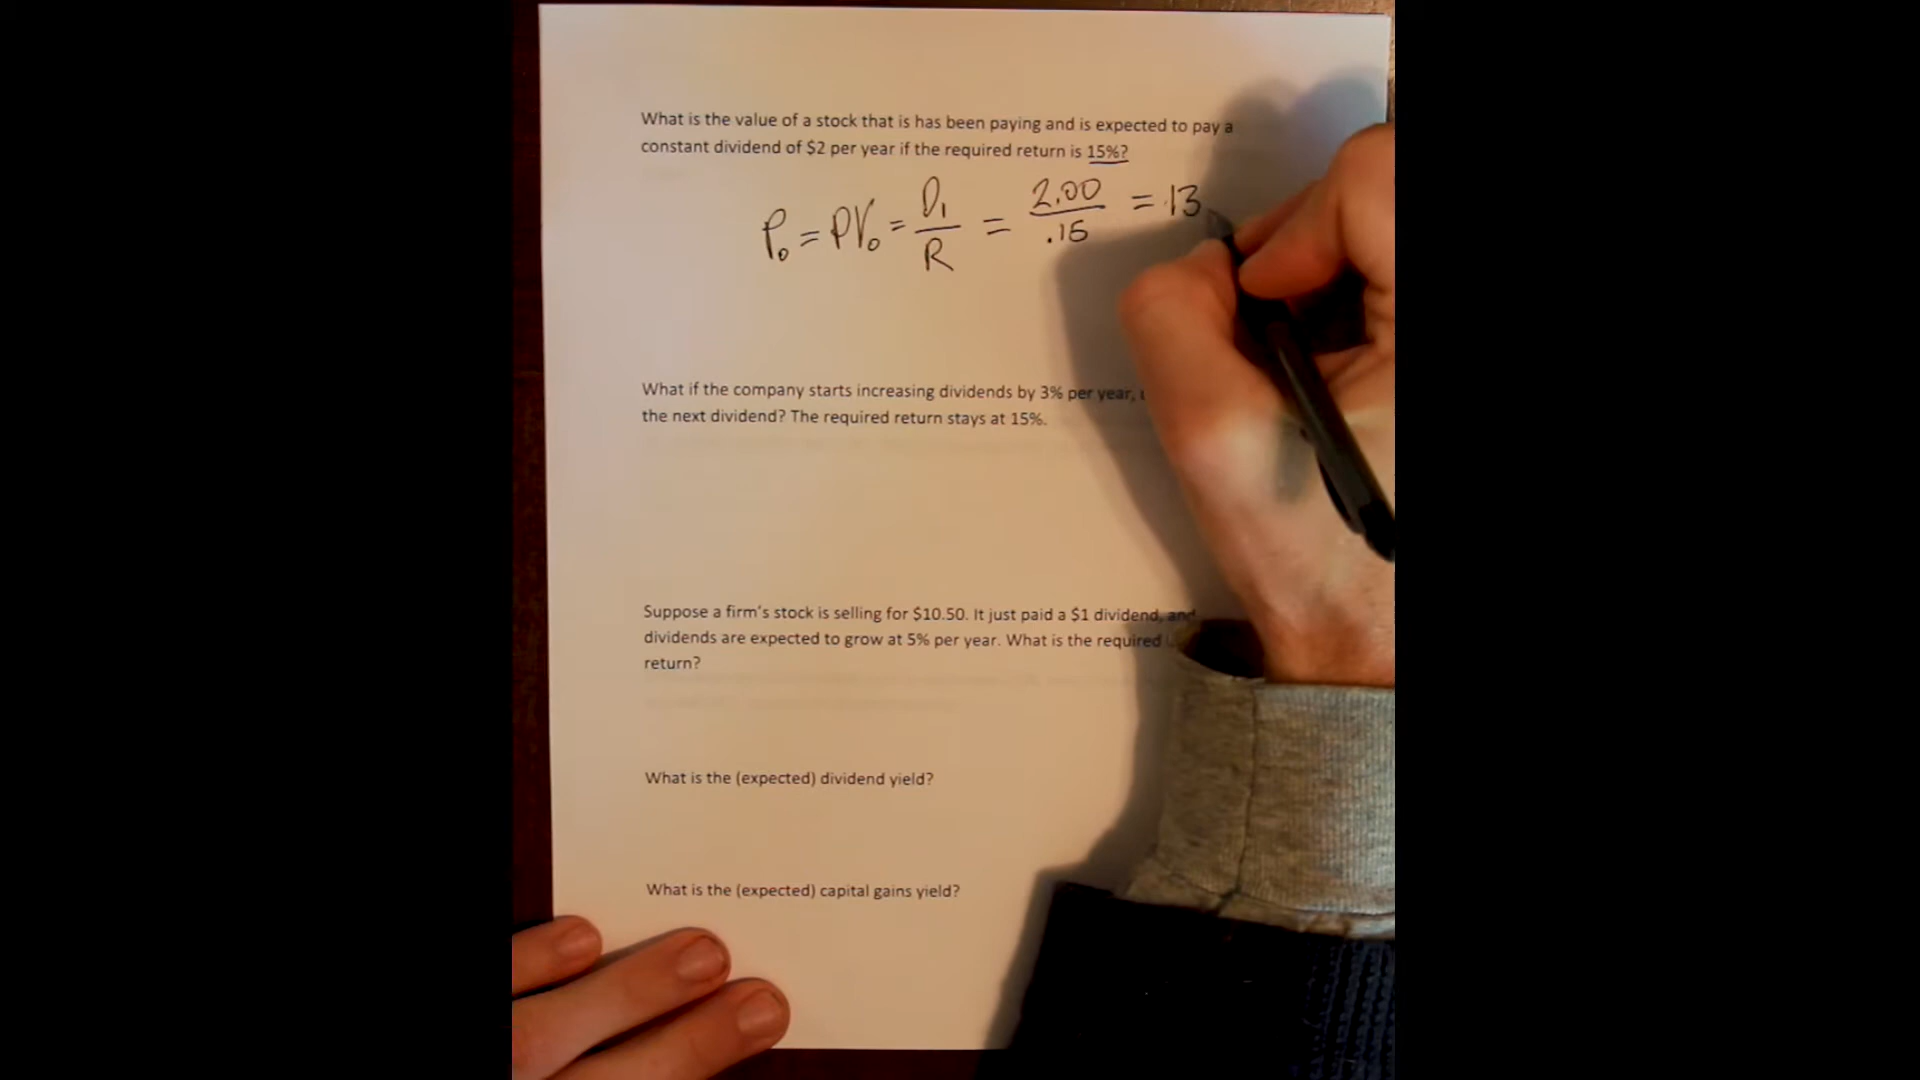 What is the value of a stock that is has been paying and is expected to pay a
constant dividend of $2 per year if the required return is 15%?
P₀ = PV₀ = D₁/R = 2.00/.15 = 13
What if the company starts increasing dividends by 3% per year,
the next dividend? The required return stays at 15%.
Suppose a firm's stock is selling for $10.50. It just paid a $1 dividend, and
dividends are expected to grow at 5% per year. What is the required
return?
What is the (expected) dividend yield?
What is the (expected) capital gains yield?